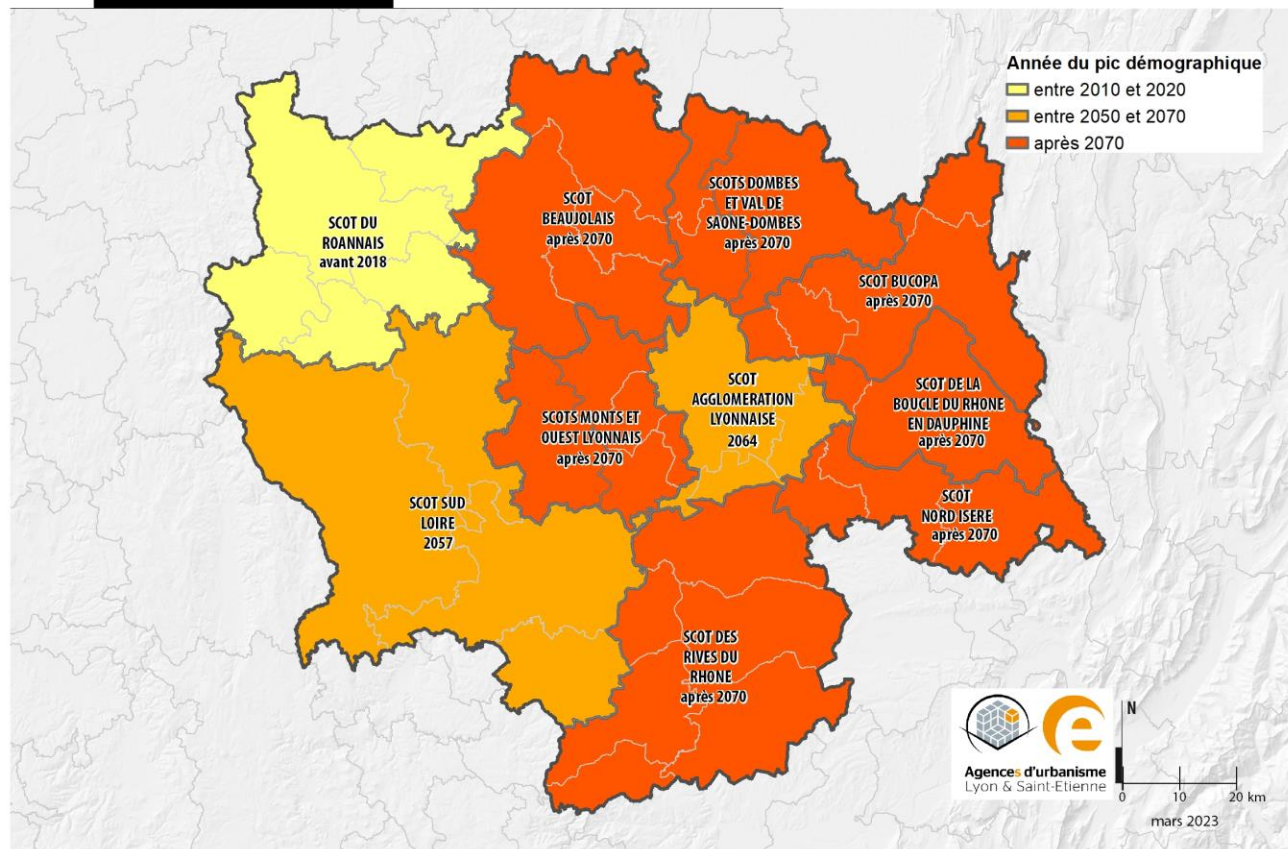 Année du pic démographique
entre 2010 et 2020
entre 2050 et 2070
après 2070
SCOT DU
ROANNAIS
avant 2018
SCOT
BEAUJOLAIS
après 2070
SCOTS DOMBES
ET VAL DE
SAONE-DOMBES
après 2070
SCOT BUCOPA
après 2070
SCOT
AGGLOMERATION
LYONNAISE
2064
SCOT DE LA
BOUCLE DU RHONE
EN DAUPHINE
après 2070
SCOTS MONTS ET
OUEST LYONNAIS
après 2070
SCOT SUD
LOIRE
2057
SCOT
NORD ISERE
après 2070
SCOT DES
RIVES DU
RHONE
après 2070
Agences d'urbanisme
Lyon & Saint-Etienne
N
0 10 20 km
mars 2023